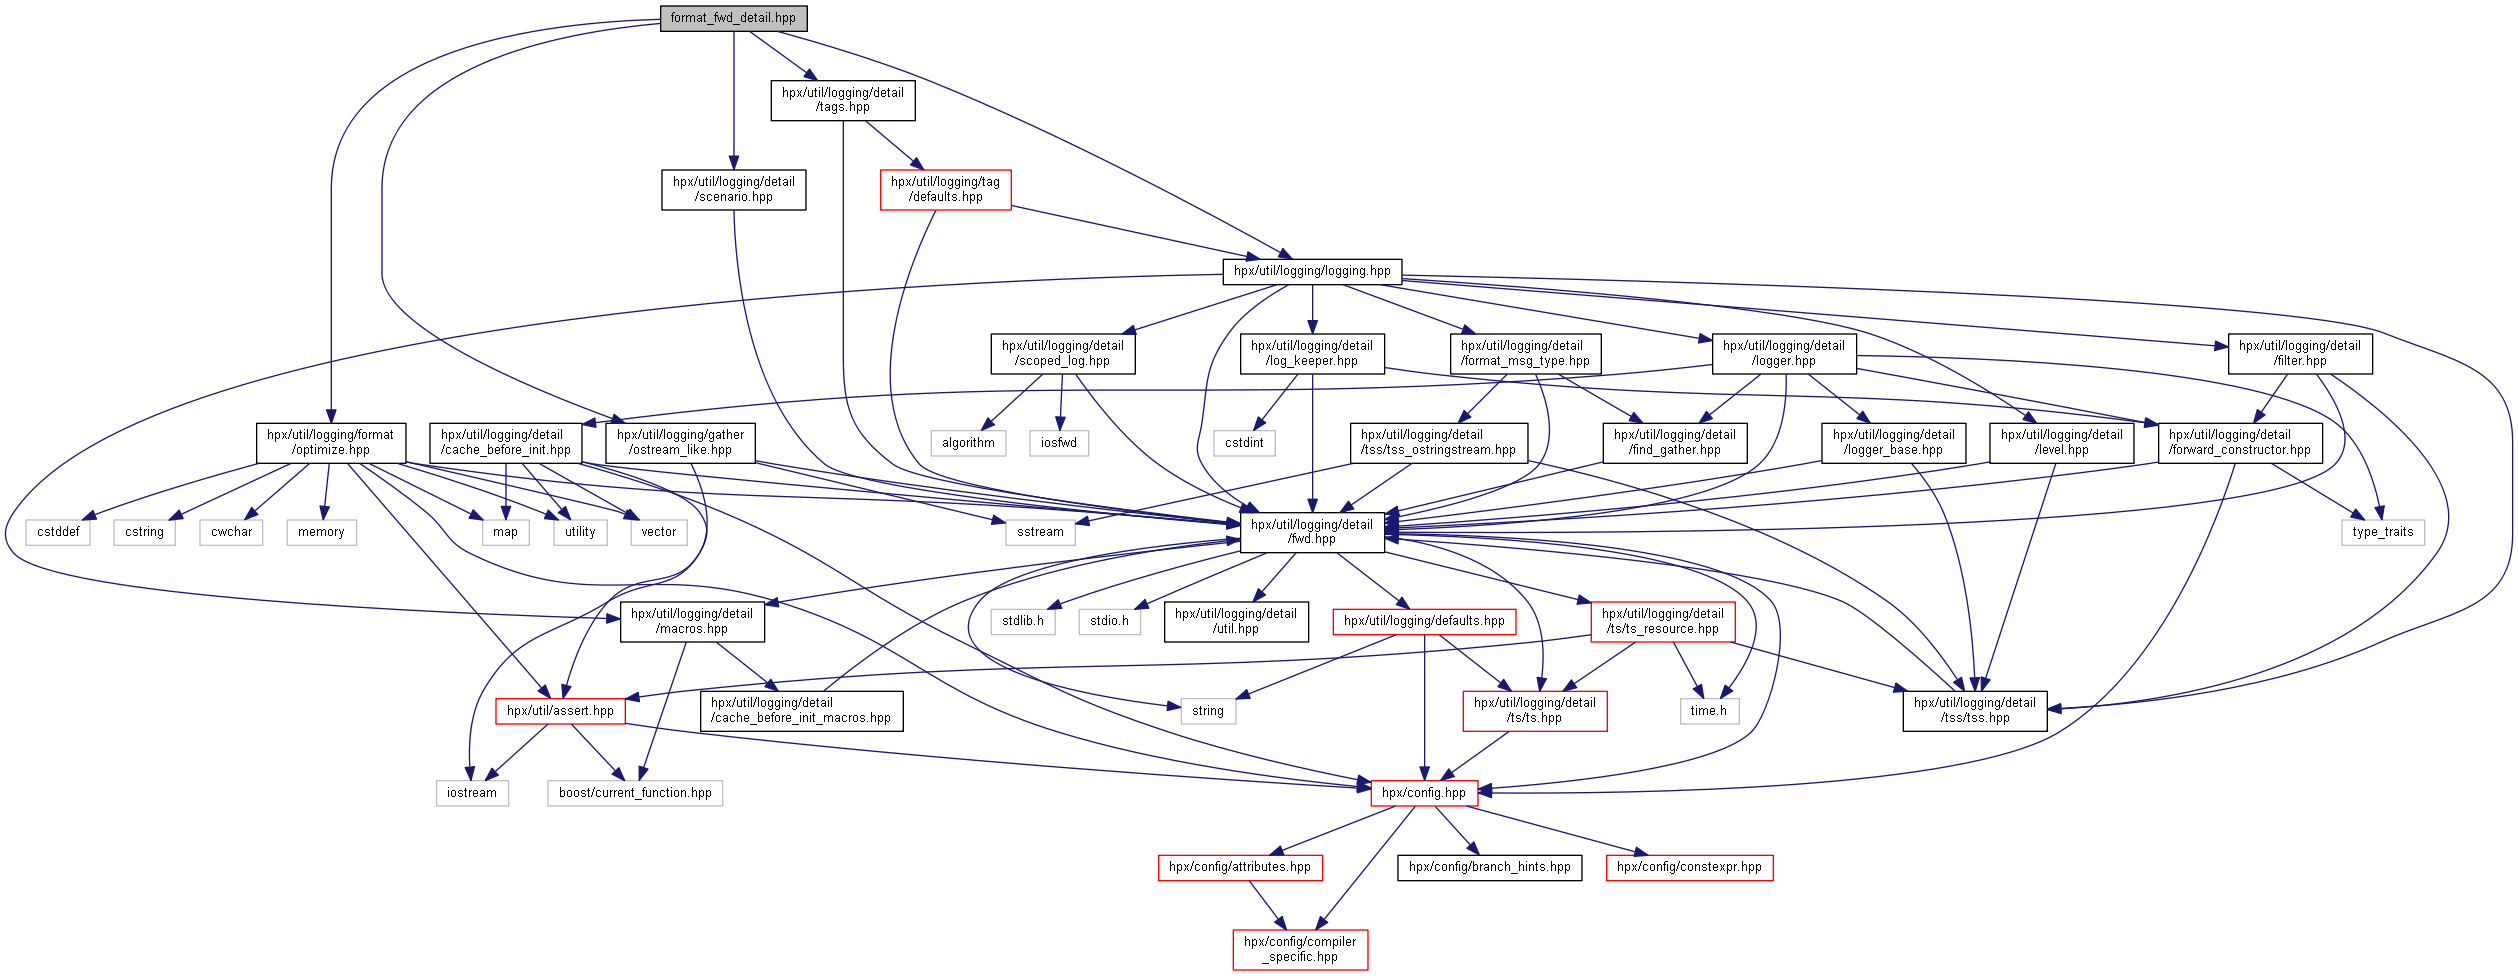 format_fwd_detail.hpp
hpx/util/logging/detail
/tags.hpp
hpx/util/logging/detail
/scenario.hpp
hpx/util/logging/tag
/defaults.hpp
hpx/util/logging/logging.hpp
hpx/util/logging/detail
/scoped_log.hpp
hpx/util/logging/detail
/log_keeper.hpp
hpx/util/logging/detail
/format_msg_type.hpp
hpx/util/logging/detail
/logger.hpp
hpx/util/logging/detail
/filter.hpp
hpx/util/logging/format
/optimize.hpp
hpx/util/logging/detail
/cache_before_init.hpp
hpx/util/logging/gather
/ostream_like.hpp
algorithm
iosfwd
cstdint
hpx/util/logging/detail
/tss/tss_ostringstream.hpp
hpx/util/logging/detail
/find_gather.hpp
hpx/util/logging/detail
/logger_base.hpp
hpx/util/logging/detail
/level.hpp
hpx/util/logging/detail
/forward_constructor.hpp
cstddef
cstring
cwchar
memory
map
utility
vector
sstream
hpx/util/logging/detail
/fwd.hpp
type_traits
hpx/util/logging/detail
/macros.hpp
stdlib.h
stdio.h
hpx/util/logging/detail
/util.hpp
hpx/util/logging/defaults.hpp
hpx/util/logging/detail
/ts/ts_resource.hpp
hpx/util/assert.hpp
hpx/util/logging/detail
/cache_before_init_macros.hpp
string
hpx/util/logging/detail
/ts/ts.hpp
time.h
hpx/util/logging/detail
/tss/tss.hpp
iostream
boost/current_function.hpp
hpx/config.hpp
hpx/config/attributes.hpp
hpx/config/branch_hints.hpp
hpx/config/constexpr.hpp
hpx/config/compiler
_specific.hpp